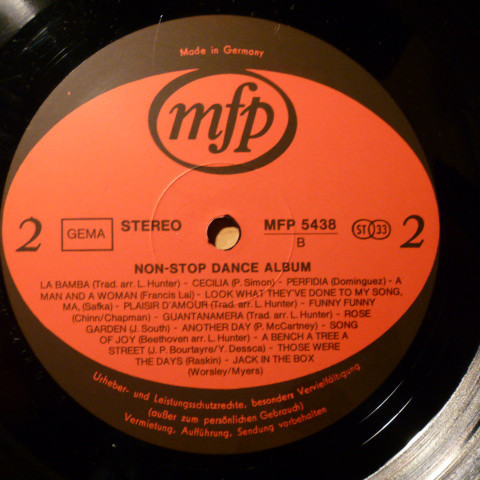 Made in Germany
mfp
2 GEMA STEREO MFP 5438 ST 33 2
B
NON-STOP DANCE ALBUM
LA BAMBA (Trad. arr. L. Hunter) - CECILIA (P. Simon) - PERFIDIA (Dominguez) - A
MAN AND A WOMAN (Francis Lai) - LOOK WHAT THEY'VE DONE TO MY SONG,
MA, (Safka) - PLAISIR D'AMOUR (Trad. arr. L. Hunter) - FUNNY FUNNY
(Chinn/Chapman) - GUANTANAMERA (Trad. arr. L. Hunter) - ROSE
GARDEN (J. South) - ANOTHER DAY (P. McCartney) - SONG
OF JOY (Beethoven arr. L. Hunter) - A BENCH A TREE A
STREET (J. P. Bourtayre/Y. Dessca) - THOSE WERE
THE DAYS (Raskin) - JACK IN THE BOX
(Worsley/Myers)
Urheber- und Leistungsschutzrechte, besonders Vervielfältigung
(außer zum persönlichen Gebrauch)
Vermietung, Aufführung, Sendung vorbehalten